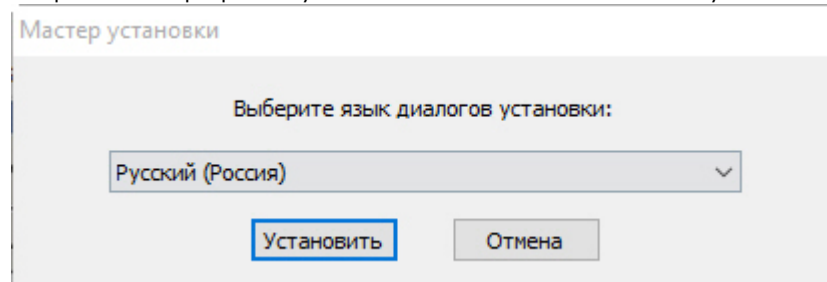 Мастер установки
Выберите язык диалогов установки:
Русский (Россия)
Установить
Отмена